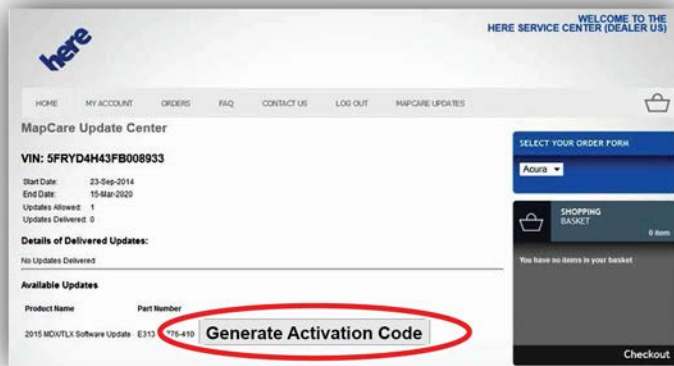 WELCOME TO THE
HERE SERVICE CENTER (DEALER US)
here
HOME MY ACCOUNT ORDERS FAQ CONTACT US LOG OUT MAPCARE UPDATES
MapCare Update Center
SELECT YOUR ORDER FORM
VIN: 5FRYD4H43FB008933
Acura
Start Date: 23-Sep-2014
End Date: 15-Mar-2020
Updates Allowed: 1
Updates Delivered: 0
SHOPPING
BASKET
0 item
Details of Delivered Updates:
No Updates Delivered
You have no items in your basket
Available Updates
Product Name Part Number
2015 MDX/TLX Software Update Generate Activation Code
Checkout